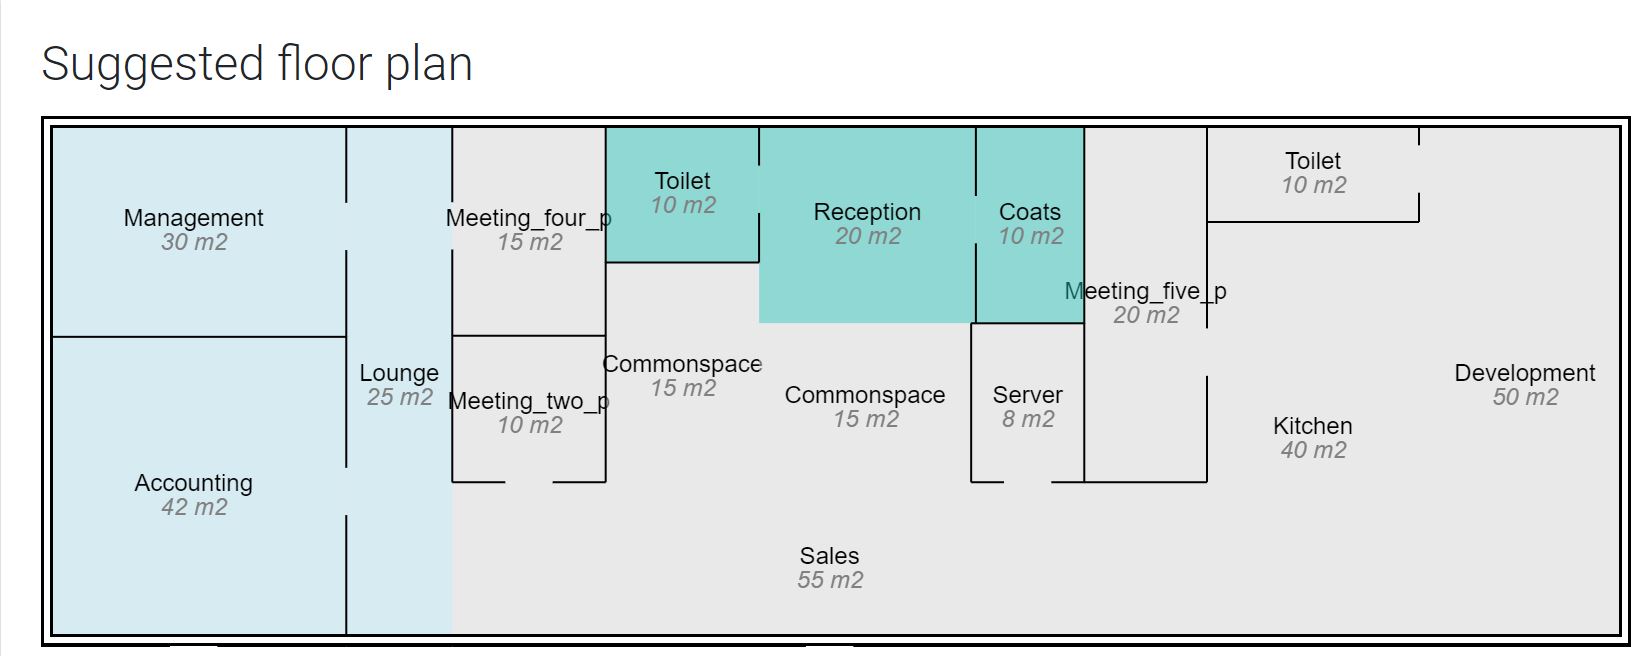 Suggested floor plan
Management
30 m2
Accounting
42 m2
Lounge
25 m2
Meeting_four_p
15 m2
Meeting_two_p
10 m2
Toilet
10 m2
Commonspace
15 m2
Reception
20 m2
Commonspace
15 m2
Coats
10 m2
Server
8 m2
Sales
55 m2
Meeting_five_p
20 m2
Toilet
10 m2
Kitchen
40 m2
Development
50 m2